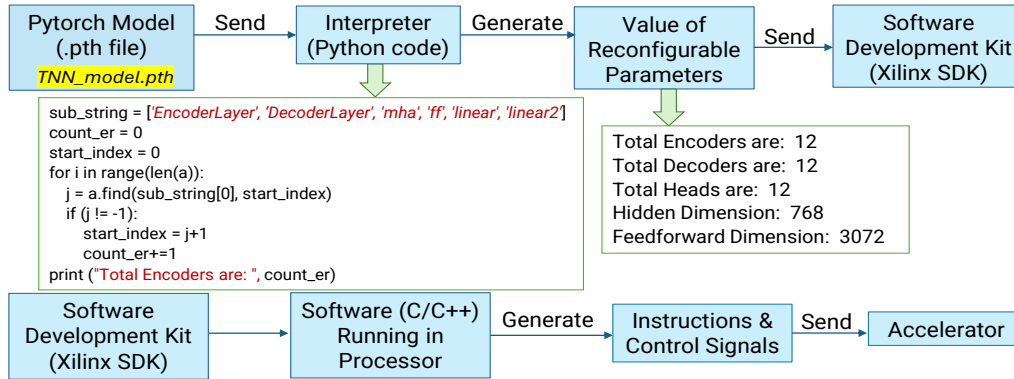 Pytorch Model
(.pth file)
TNN_model.pth
Send
Interpreter
(Python code)
Generate
Value of
Reconfigurable
Parameters
Send
Software
Development Kit
(Xilinx SDK)
sub_string = ['EncoderLayer', 'DecoderLayer', 'mha', 'ff', 'linear', 'linear2']
count_er = 0
start_index = 0
for i in range(len(a)):
j = a.find(sub_string[0], start_index)
if (j != -1):
start_index = j+1
count_er+=1
print ("Total Encoders are: ", count_er)
Total Encoders are: 12
Total Decoders are: 12
Total Heads are: 12
Hidden Dimension: 768
Feedforward Dimension: 3072
Software
Development Kit
(Xilinx SDK)
Software (C/C++)
Running in
Processor
Generate
Instructions &
Control Signals
Send
Accelerator